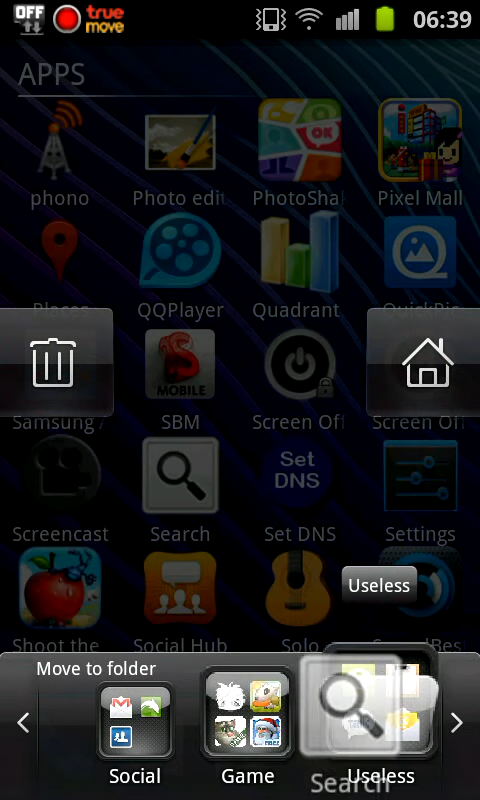 OFF true move 06:39
APPS
phono Photo edit PhotoSha Pixel Mall
OK
Places QQPlayer Quadrant QuickPic
S MOBILE
Samsung A SBM Screen Off Screen Off
Set
DNS
Screencast Search Set DNS Settings
Useless
Shoot the Social Hub Solo
Move to folder
FREE
Search
Social Game Useless